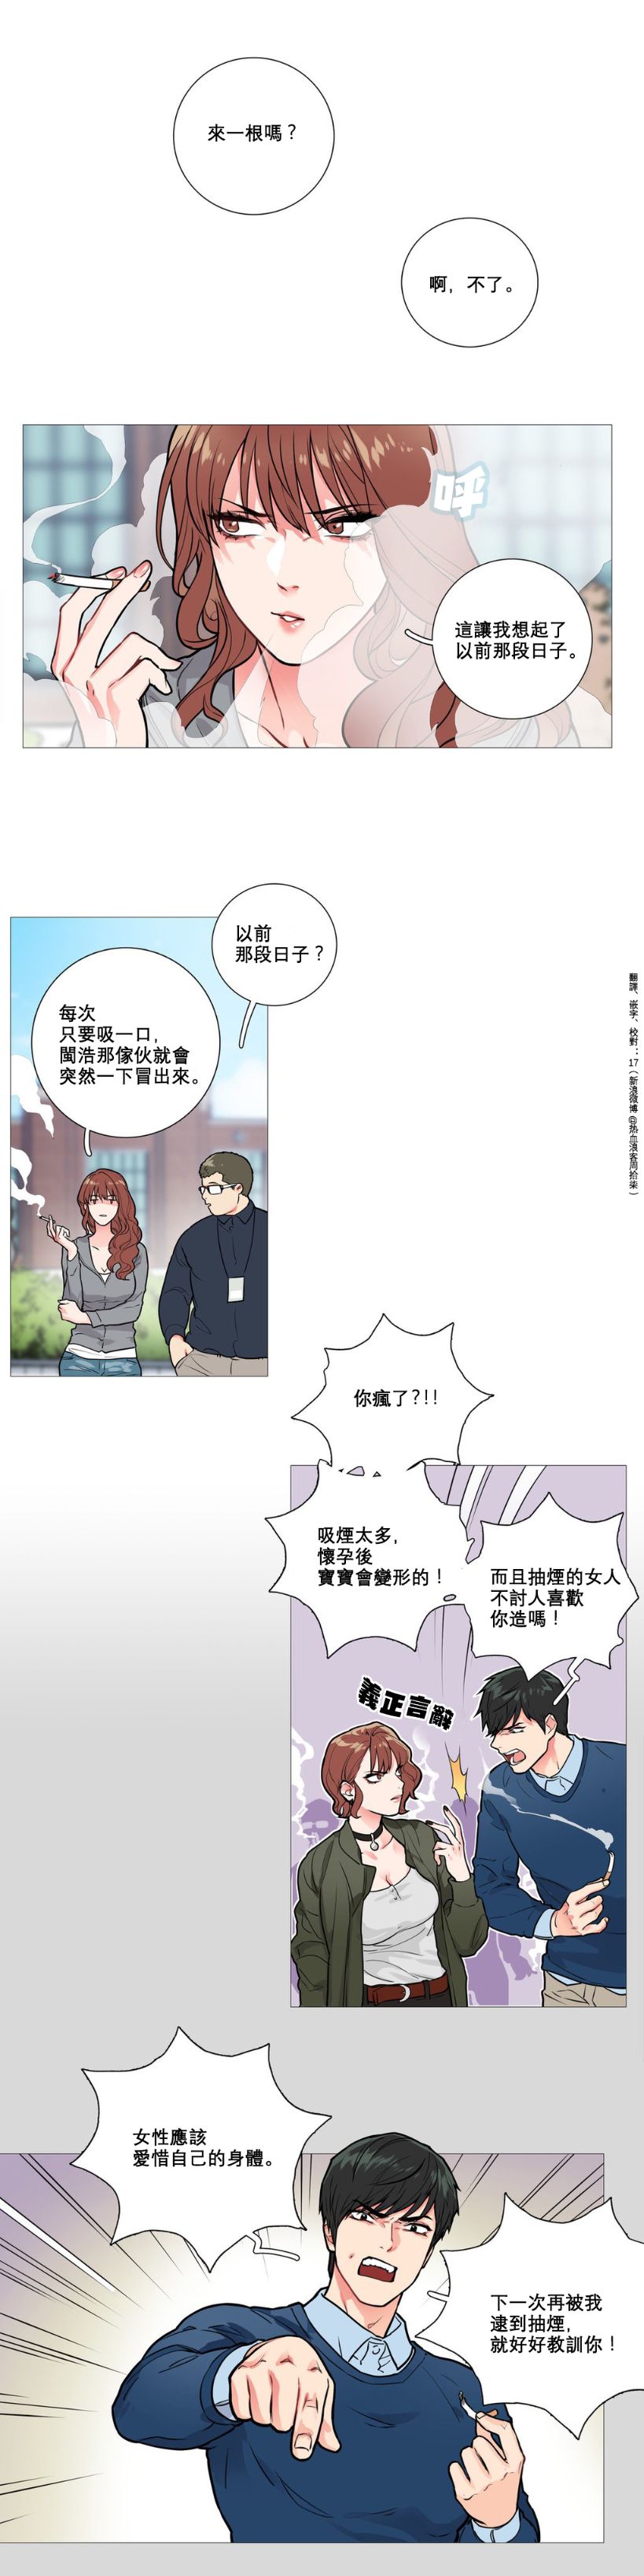 來一根嗎？
啊，不了。
呼
這讓我想起了
以前那段日子。
以前
那段日子？
每次
只要吸一口，
閔浩那傢伙就會
突然一下冒出來。
翻譯、嵌字、校對：17（新浪微博@热血浪客周拾柒）
你瘋了?!!
吸煙太多，
懷孕後
寶寶會變形的！
而且抽煙的女人
不討人喜歡
你造嗎！
義正言辭
女性應該
愛惜自己的身體。
下一次再被我
逮到抽煙，
就好好教訓你！